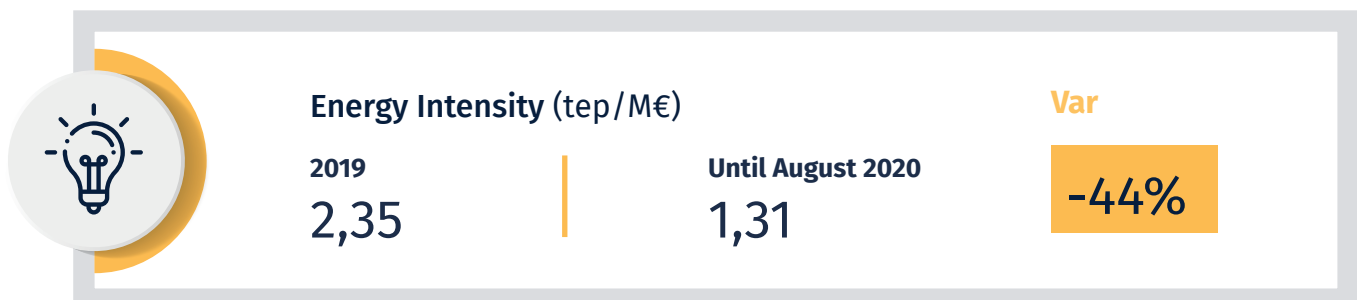 Energy Intensity (tep/M€)
Var
2019
Until August 2020
2,35
1,31
-44%